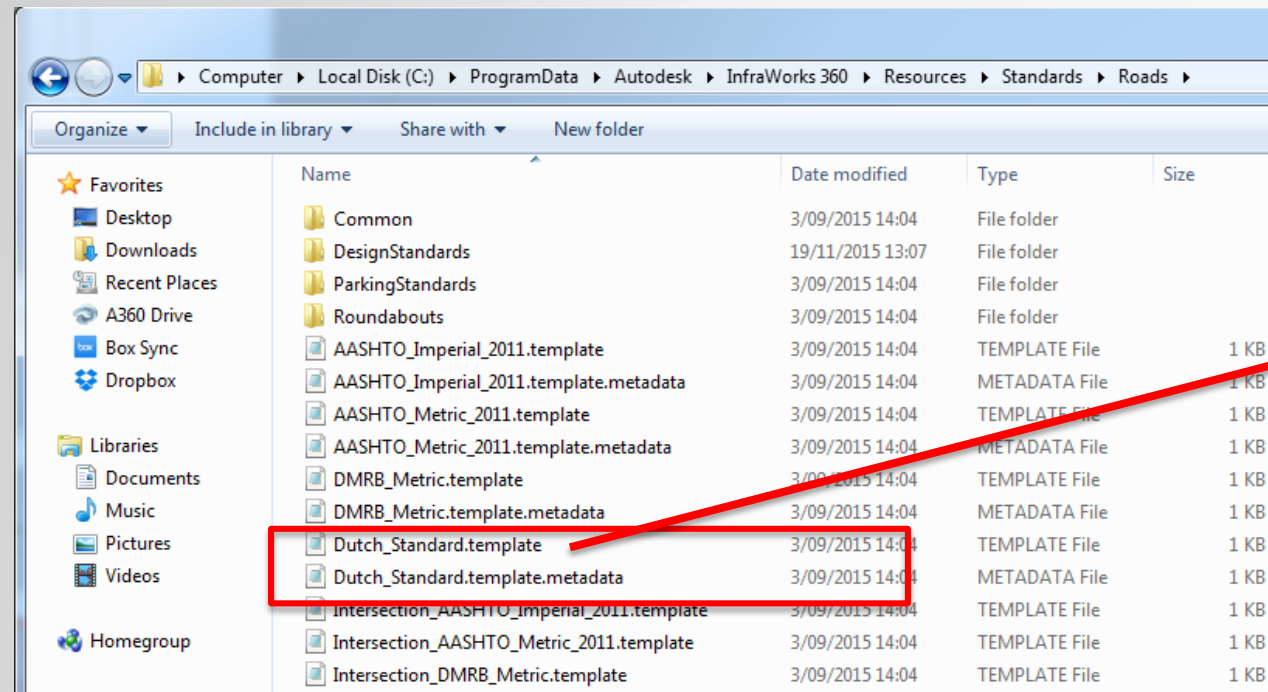 Computer Local Disk (C:) ProgramData Autodesk InfraWorks 360 Resources Standards Roads
Organize Include in library Share with New folder
Favorites
Desktop
Downloads
Recent Places
A360 Drive
Box Sync
Dropbox
Libraries
Documents
Music
Pictures
Videos
Homegroup
Name Date modified Type Size
Common 3/09/2015 14:04 File folder
DesignStandards 19/11/2015 13:07 File folder
ParkingStandards 3/09/2015 14:04 File folder
Roundabouts 3/09/2015 14:04 File folder
AASHTO_Imperial_2011.template 3/09/2015 14:04 TEMPLATE File 1 KB
AASHTO_Imperial_2011.template.metadata 3/09/2015 14:04 METADATA File 1 KB
AASHTO_Metric_2011.template 3/09/2015 14:04 TEMPLATE File 1 KB
AASHTO_Metric_2011.template.metadata 3/09/2015 14:04 METADATA File 1 KB
DMRB_Metric.template 3/09/2015 14:04 TEMPLATE File 1 KB
DMRB_Metric.template.metadata 3/09/2015 14:04 METADATA File 1 KB
Dutch_Standard.template 3/09/2015 14:04 TEMPLATE File 1 KB
Dutch_Standard.template.metadata 3/09/2015 14:04 METADATA File 1 KB
Intersection_AASHTO_Imperial_2011.template 3/09/2015 14:04 TEMPLATE File 1 KB
Intersection_AASHTO_Metric_2011.template 3/09/2015 14:04 TEMPLATE File 1 KB
Intersection_DMRB_Metric.template 3/09/2015 14:04 TEMPLATE File 1 KB